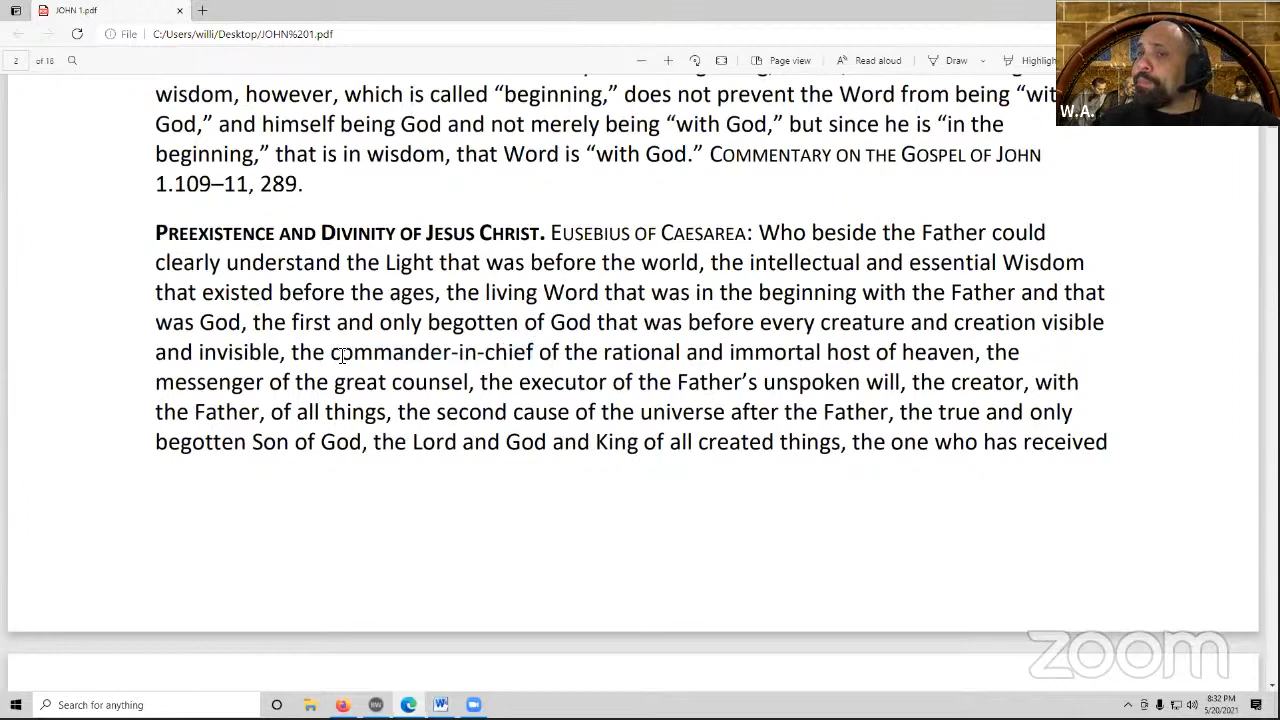 JOHN 1.pdf
File C:/Users/willi/Desktop/JOHN%201.pdf
2 of 16 Page view Read aloud Draw Highlight
wisdom, however, which is called “beginning,” does not prevent the Word from being “wit
God,” and himself being God and not merely being “with God,” but since he is “in the
beginning,” that is in wisdom, that Word is “with God.” COMMENTARY ON THE GOSPEL OF JOHN
1.109–11, 289.
PREEXISTENCE AND DIVINITY OF JESUS CHRIST. EUSEBIUS OF CAESAREA: Who beside the Father could
clearly understand the Light that was before the world, the intellectual and essential Wisdom
that existed before the ages, the living Word that was in the beginning with the Father and that
was God, the first and only begotten of God that was before every creature and creation visible
and invisible, the commander-in-chief of the rational and immortal host of heaven, the
messenger of the great counsel, the executor of the Father’s unspoken will, the creator, with
the Father, of all things, the second cause of the universe after the Father, the true and only
begotten Son of God, the Lord and God and King of all created things, the one who has received
W.A.
zoom
Search for anything
8:32 PM
5/20/2021